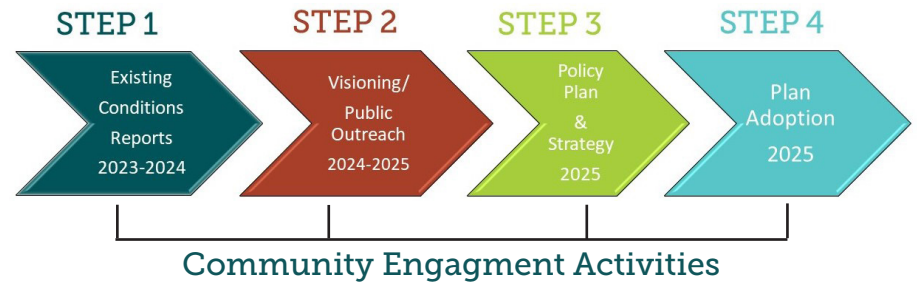 STEP 1
Existing
Conditions
Reports
2023-2024
STEP 2
Visioning/
Public
Outreach
2024-2025
STEP 3
Policy
Plan
&
Strategy
2025
STEP 4
Plan
Adoption
2025
Community Engagment Activities